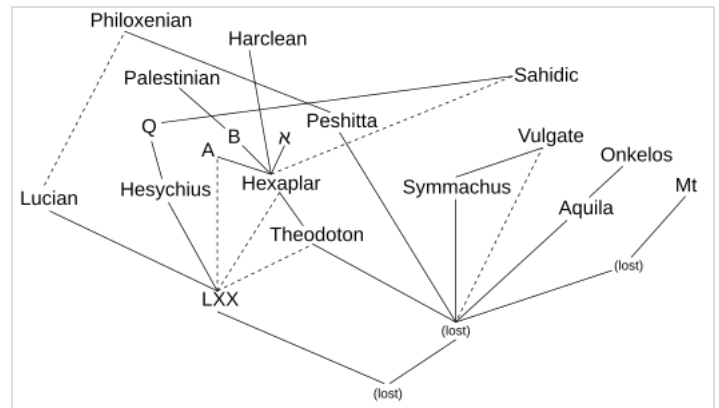 Philoxenian
Harclean
Palestinian
Sahidic
Q
B
א
Peshitta
A
Vulgate
Onkelos
Lucian
Hesychius
Hexaplar
Symmachus
Mt
Aquila
Theodoton
(lost)
LXX
(lost)
(lost)